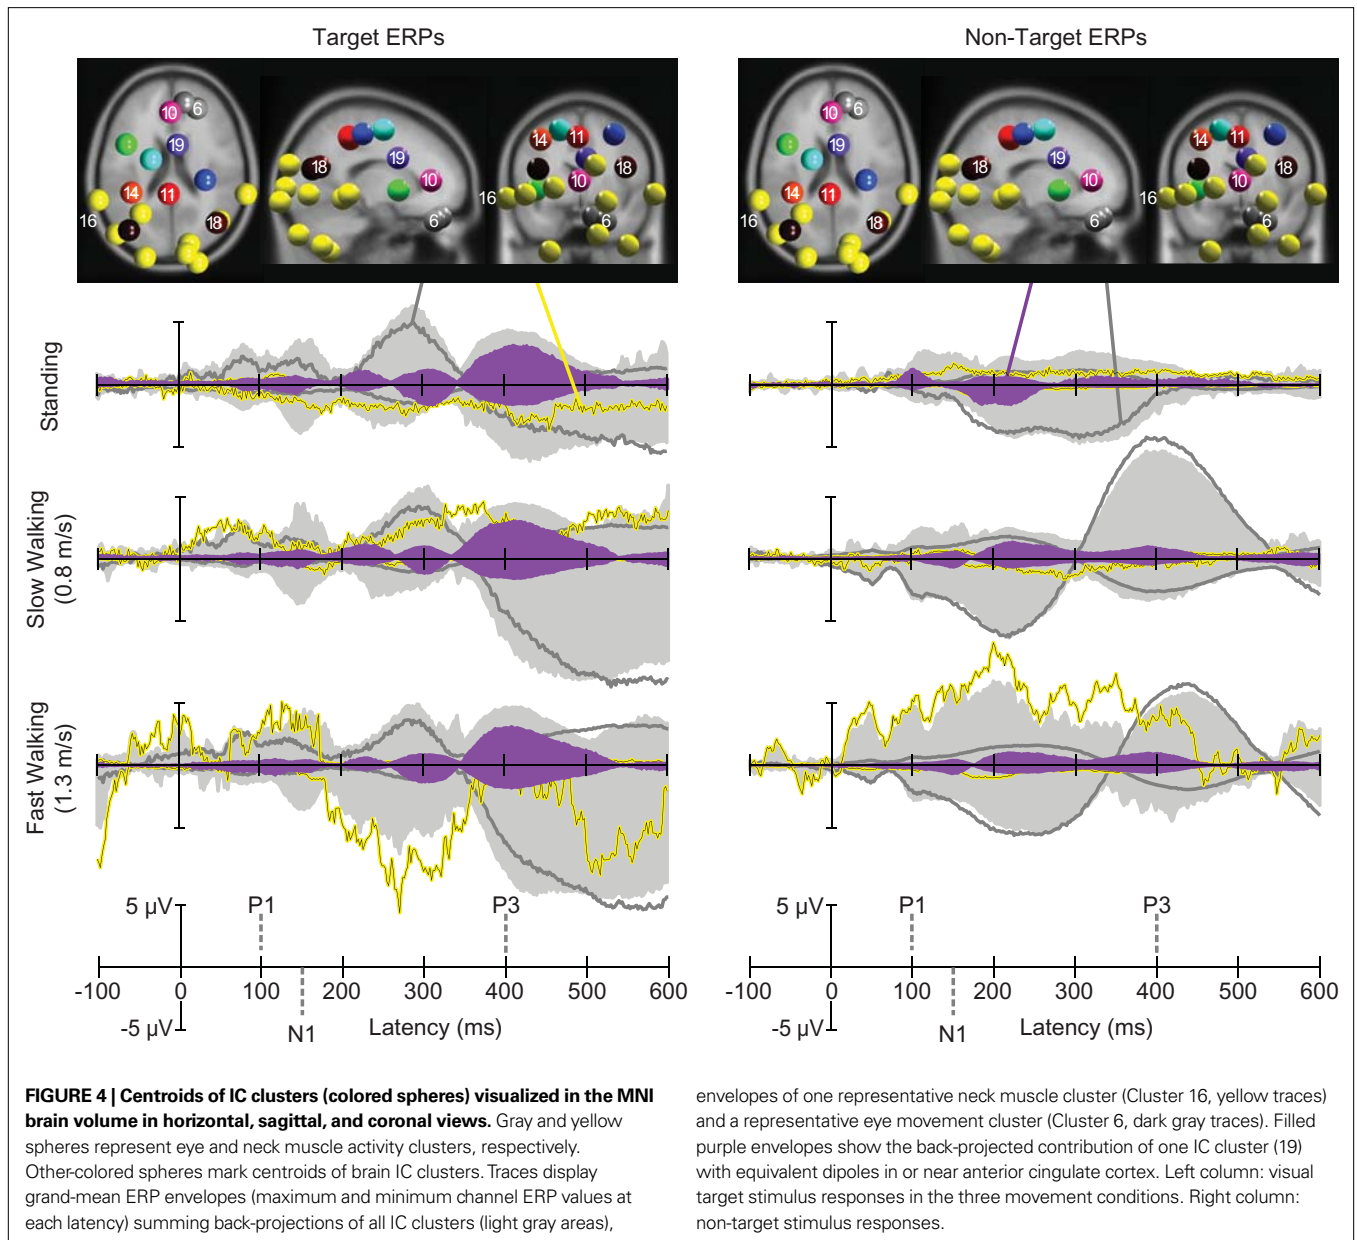 Target ERPs
Non-Target ERPs
10 6 19 14 11 16 18
18 19 10 6
14 11 18 10 16 6
10 6 19 14 11 16 18
18 19 10 6
14 11 18 10 16 6
Standing
Slow Walking
(0.8 m/s)
Fast Walking
(1.3 m/s)
5 µV P1 P3
-100 0 100 200 300 400 500 600
-5 µV N1 Latency (ms)
5 µV P1 P3
-100 0 100 200 300 400 500 600
-5 µV N1 Latency (ms)
FIGURE 4 | Centroids of IC clusters (colored spheres) visualized in the MNI
brain volume in horizontal, sagittal, and coronal views. Gray and yellow
spheres represent eye and neck muscle activity clusters, respectively.
Other-colored spheres mark centroids of brain IC clusters. Traces display
grand-mean ERP envelopes (maximum and minimum channel ERP values at
each latency) summing back-projections of all IC clusters (light gray areas),
envelopes of one representative neck muscle cluster (Cluster 16, yellow traces)
and a representative eye movement cluster (Cluster 6, dark gray traces). Filled
purple envelopes show the back-projected contribution of one IC cluster (19)
with equivalent dipoles in or near anterior cingulate cortex. Left column: visual
target stimulus responses in the three movement conditions. Right column:
non-target stimulus responses.